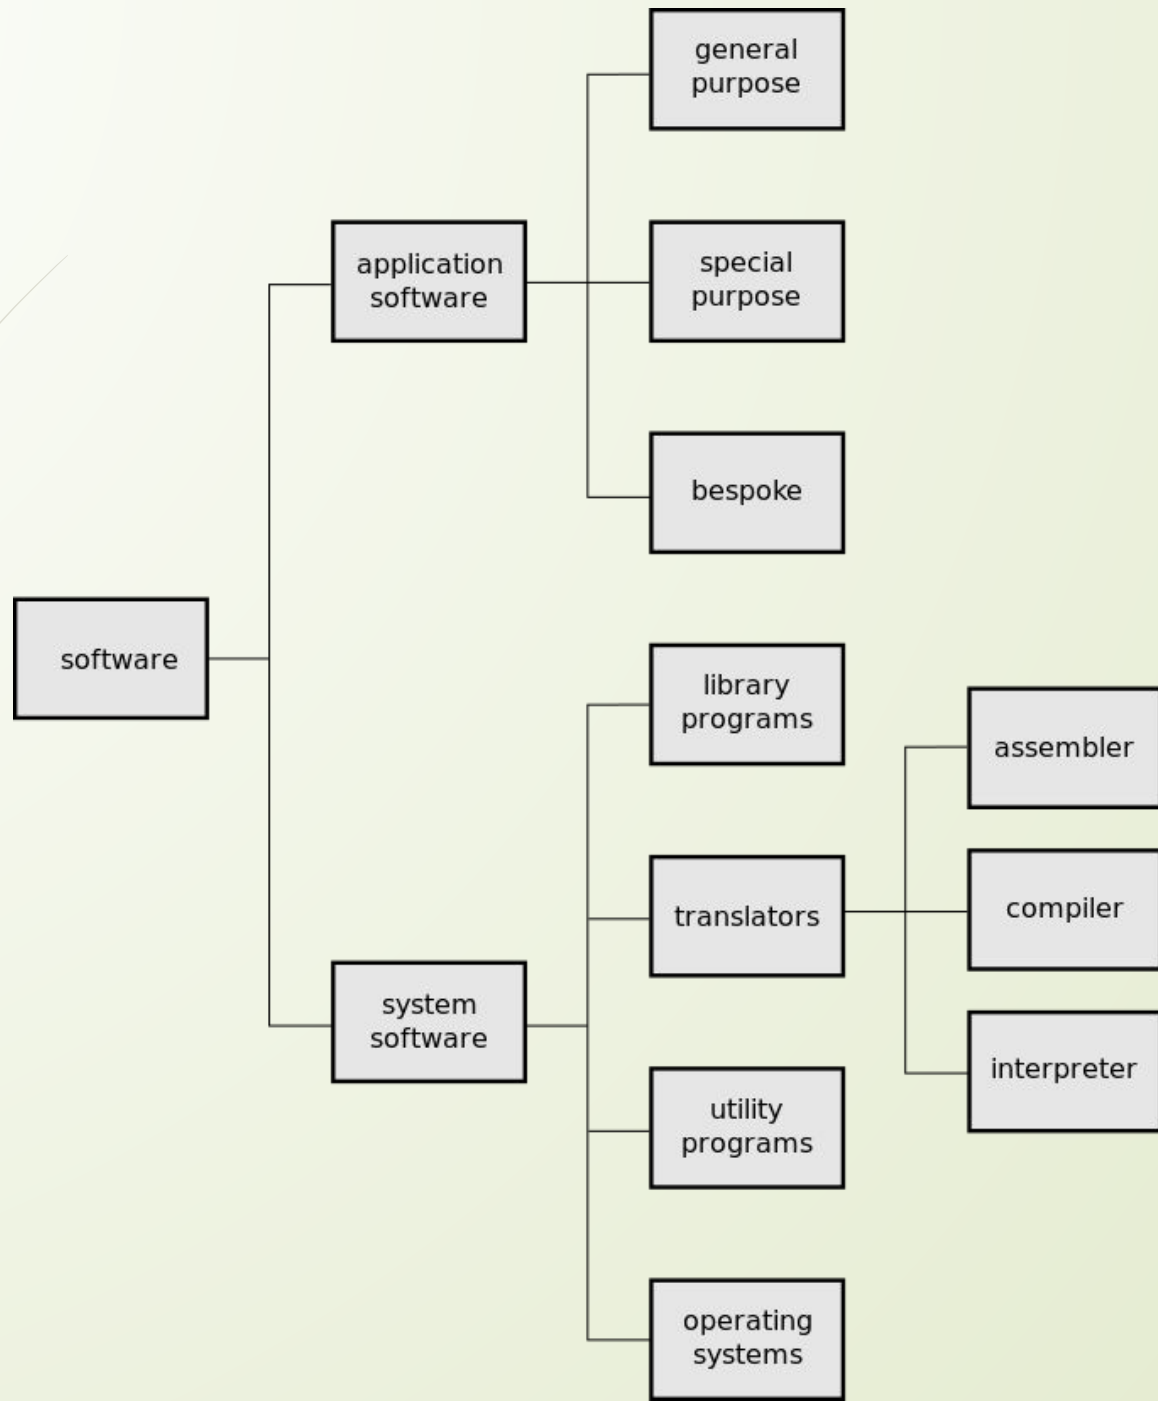 general
purpose
application
software
special
purpose
bespoke
software
library
programs
assembler
translators
compiler
system
software
interpreter
utility
programs
operating
systems